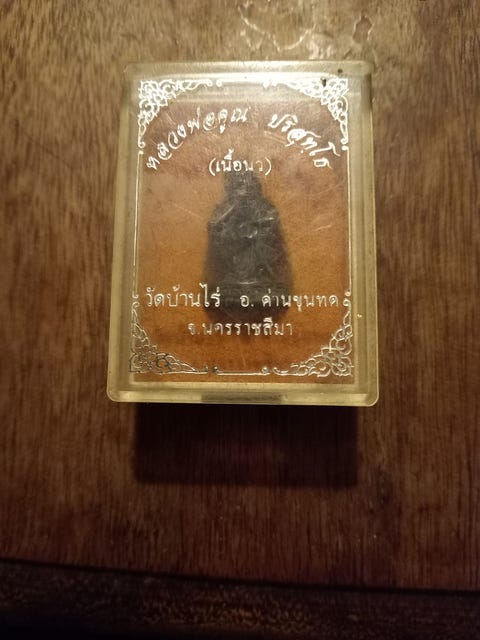 หลวงพ่อคูณ ปริสุทโธ
(เนื้อนว)
วัดบ้านไร่ อ. ด่านขุนทด
จ.นครราชสีมา